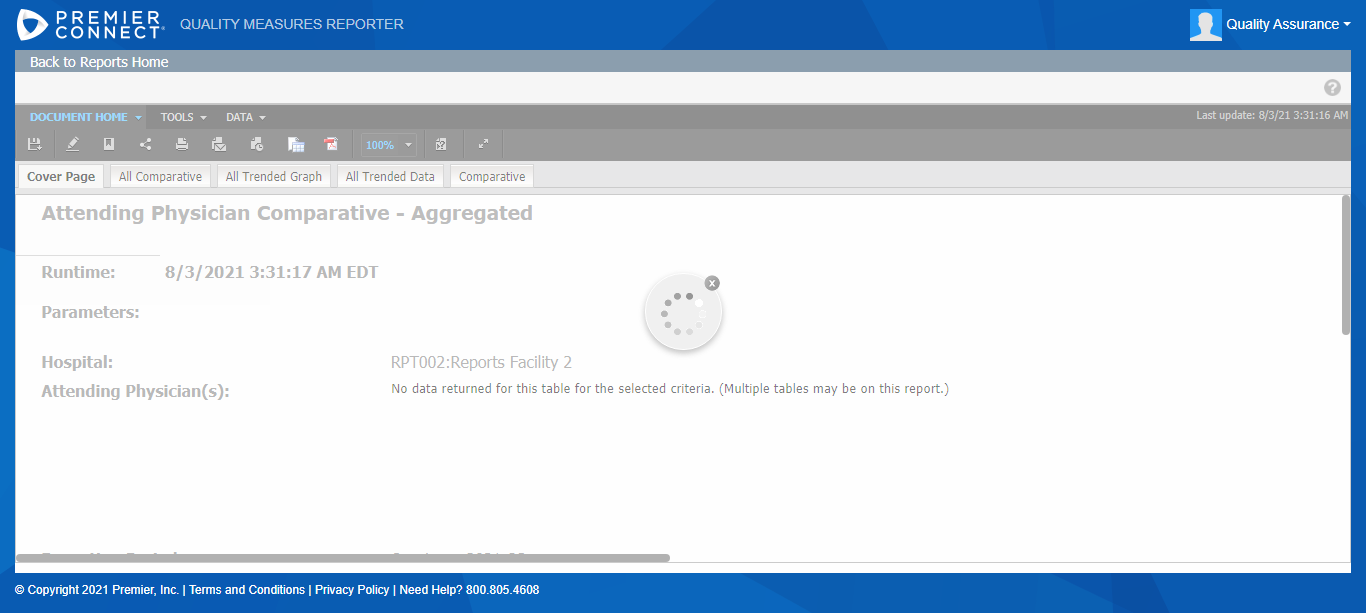 PREMIER CONNECT® QUALITY MEASURES REPORTER
Quality Assurance
Back to Reports Home
?
DOCUMENT HOME TOOLS DATA
Last update: 8/3/21 3:31:16 AM
100%
Cover Page All Comparative All Trended Graph All Trended Data Comparative
Attending Physician Comparative - Aggregated
Runtime: 8/3/2021 3:31:17 AM EDT
x
Parameters:
Hospital: RPT002:Reports Facility 2
Attending Physician(s): No data returned for this table for the selected criteria. (Multiple tables may be on this report.)
© Copyright 2021 Premier, Inc. | Terms and Conditions | Privacy Policy | Need Help? 800.805.4608